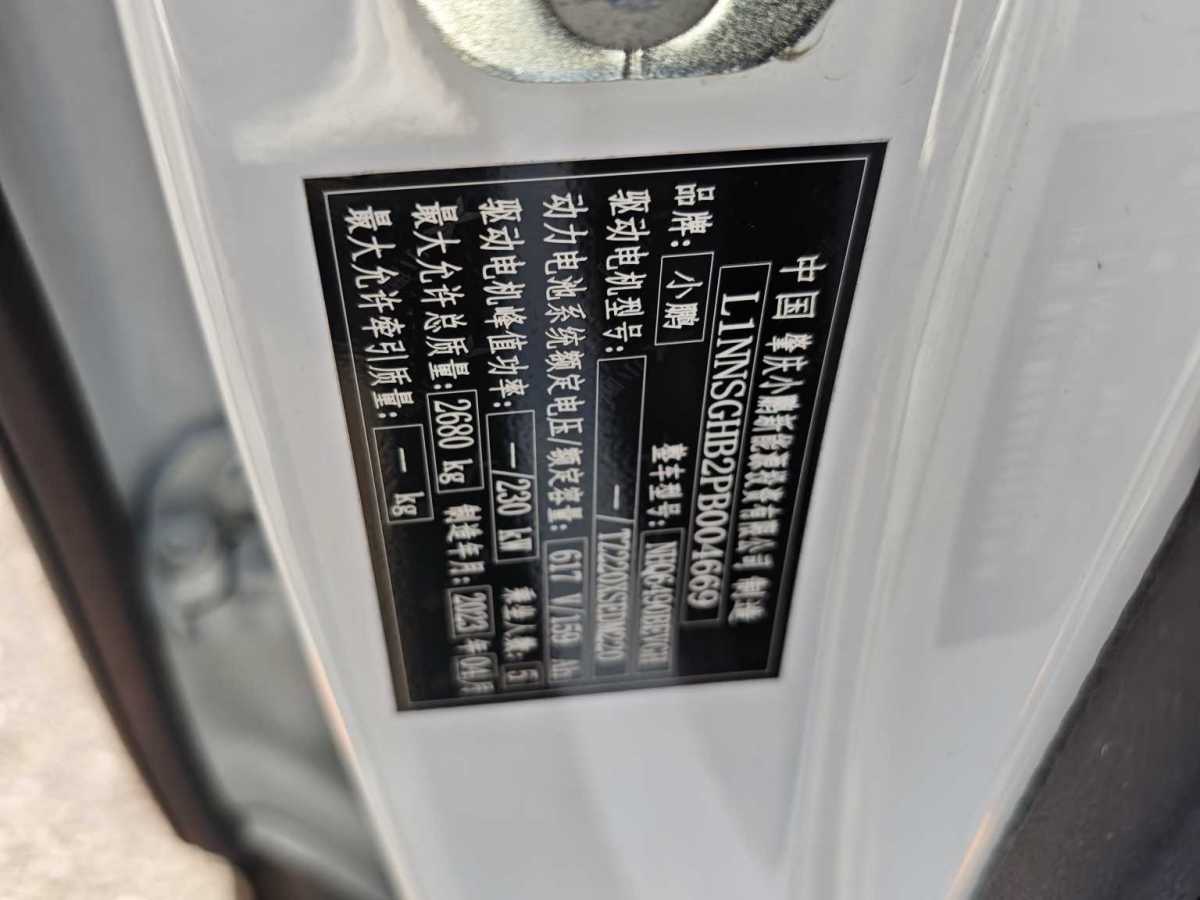 中国 肇庆小鹏新能源投资有限公司 制造
L1NNSGHB2PB004669
品牌: 小鹏 整车型号: NHQ6490BEVGH
驱动电机型号: —/TZ220XSFDM220
动力电池系统额定电压/额定容量: 617 V/159 Ah
驱动电机峰值功率: —/230 kW 乘坐人数: 5
最大允许总质量: 2680 kg 制造年月: 2023 年 04 月
最大允许牵引质量: — kg